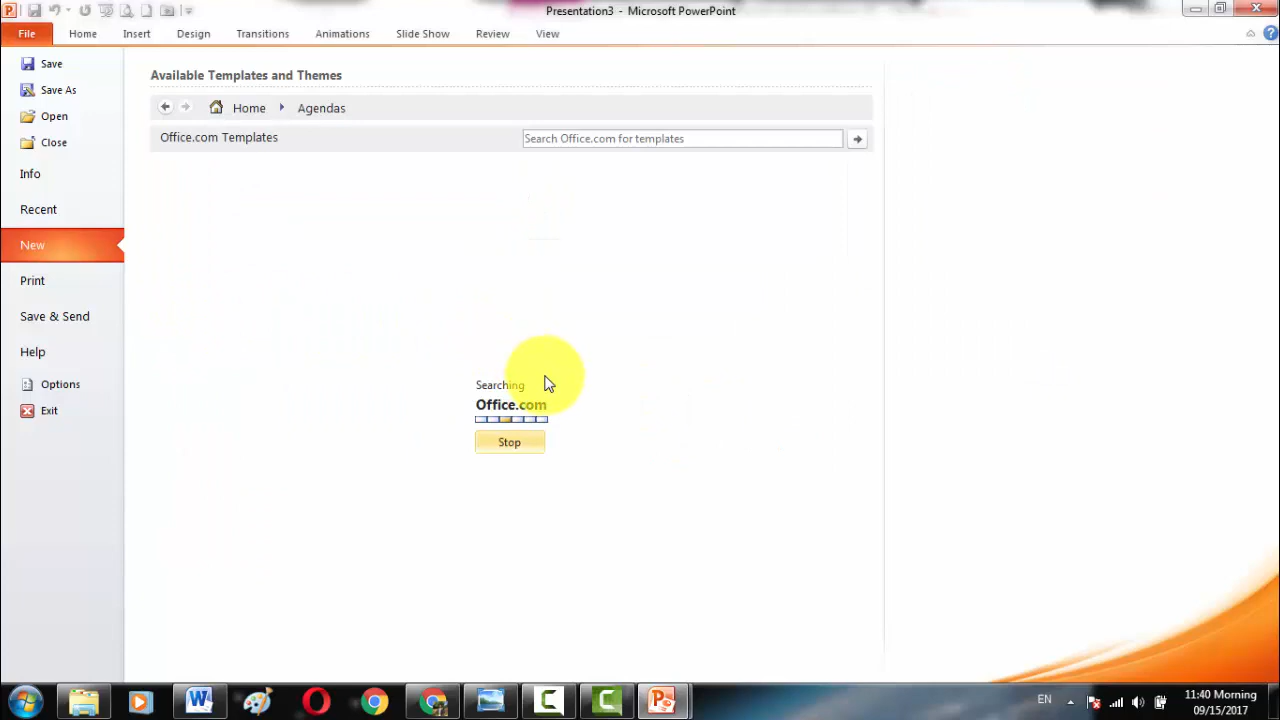 Presentation3 - Microsoft PowerPoint
File Home Insert Design Transitions Animations Slide Show Review View
Save
Save As
Open
Close
Info
Recent
New
Print
Save & Send
Help
Options
Exit
Available Templates and Themes
Home Agendas
Office.com Templates Search Office.com for templates
Searching
Office.com
Stop
EN
11:40 Morning
09/15/2017